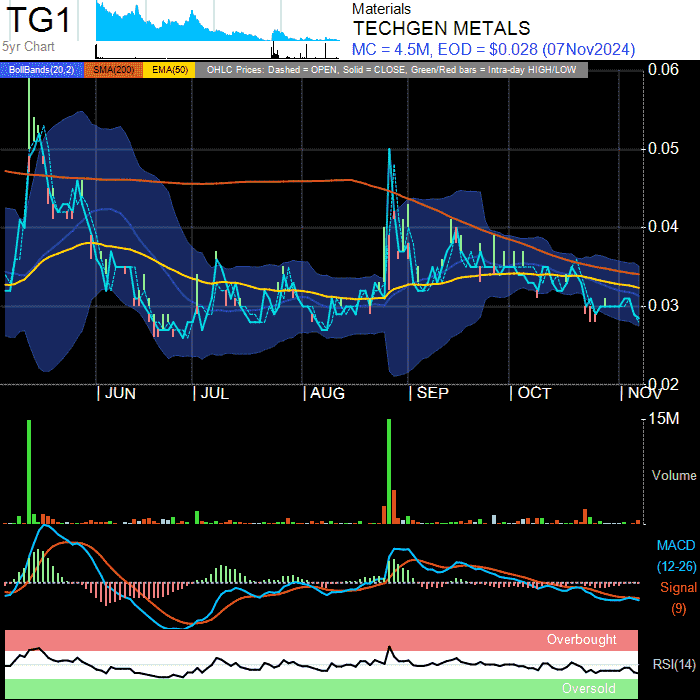 TG1
5yr Chart
Materials
TECHGEN METALS
MC = 4.5M, EOD = $0.028 (07Nov2024)
BollBands(20,2) SMA(200) EMA(50) OHLC Prices: Dashed = OPEN, Solid = CLOSE, Green/Red bars = Intra-day HIGH/LOW
0.06
0.05
0.04
0.03
0.02
JUN JUL AUG SEP OCT NOV
15M
Volume
MACD
(12-26)
Signal
(9)
Overbought
RSI(14)
Oversold